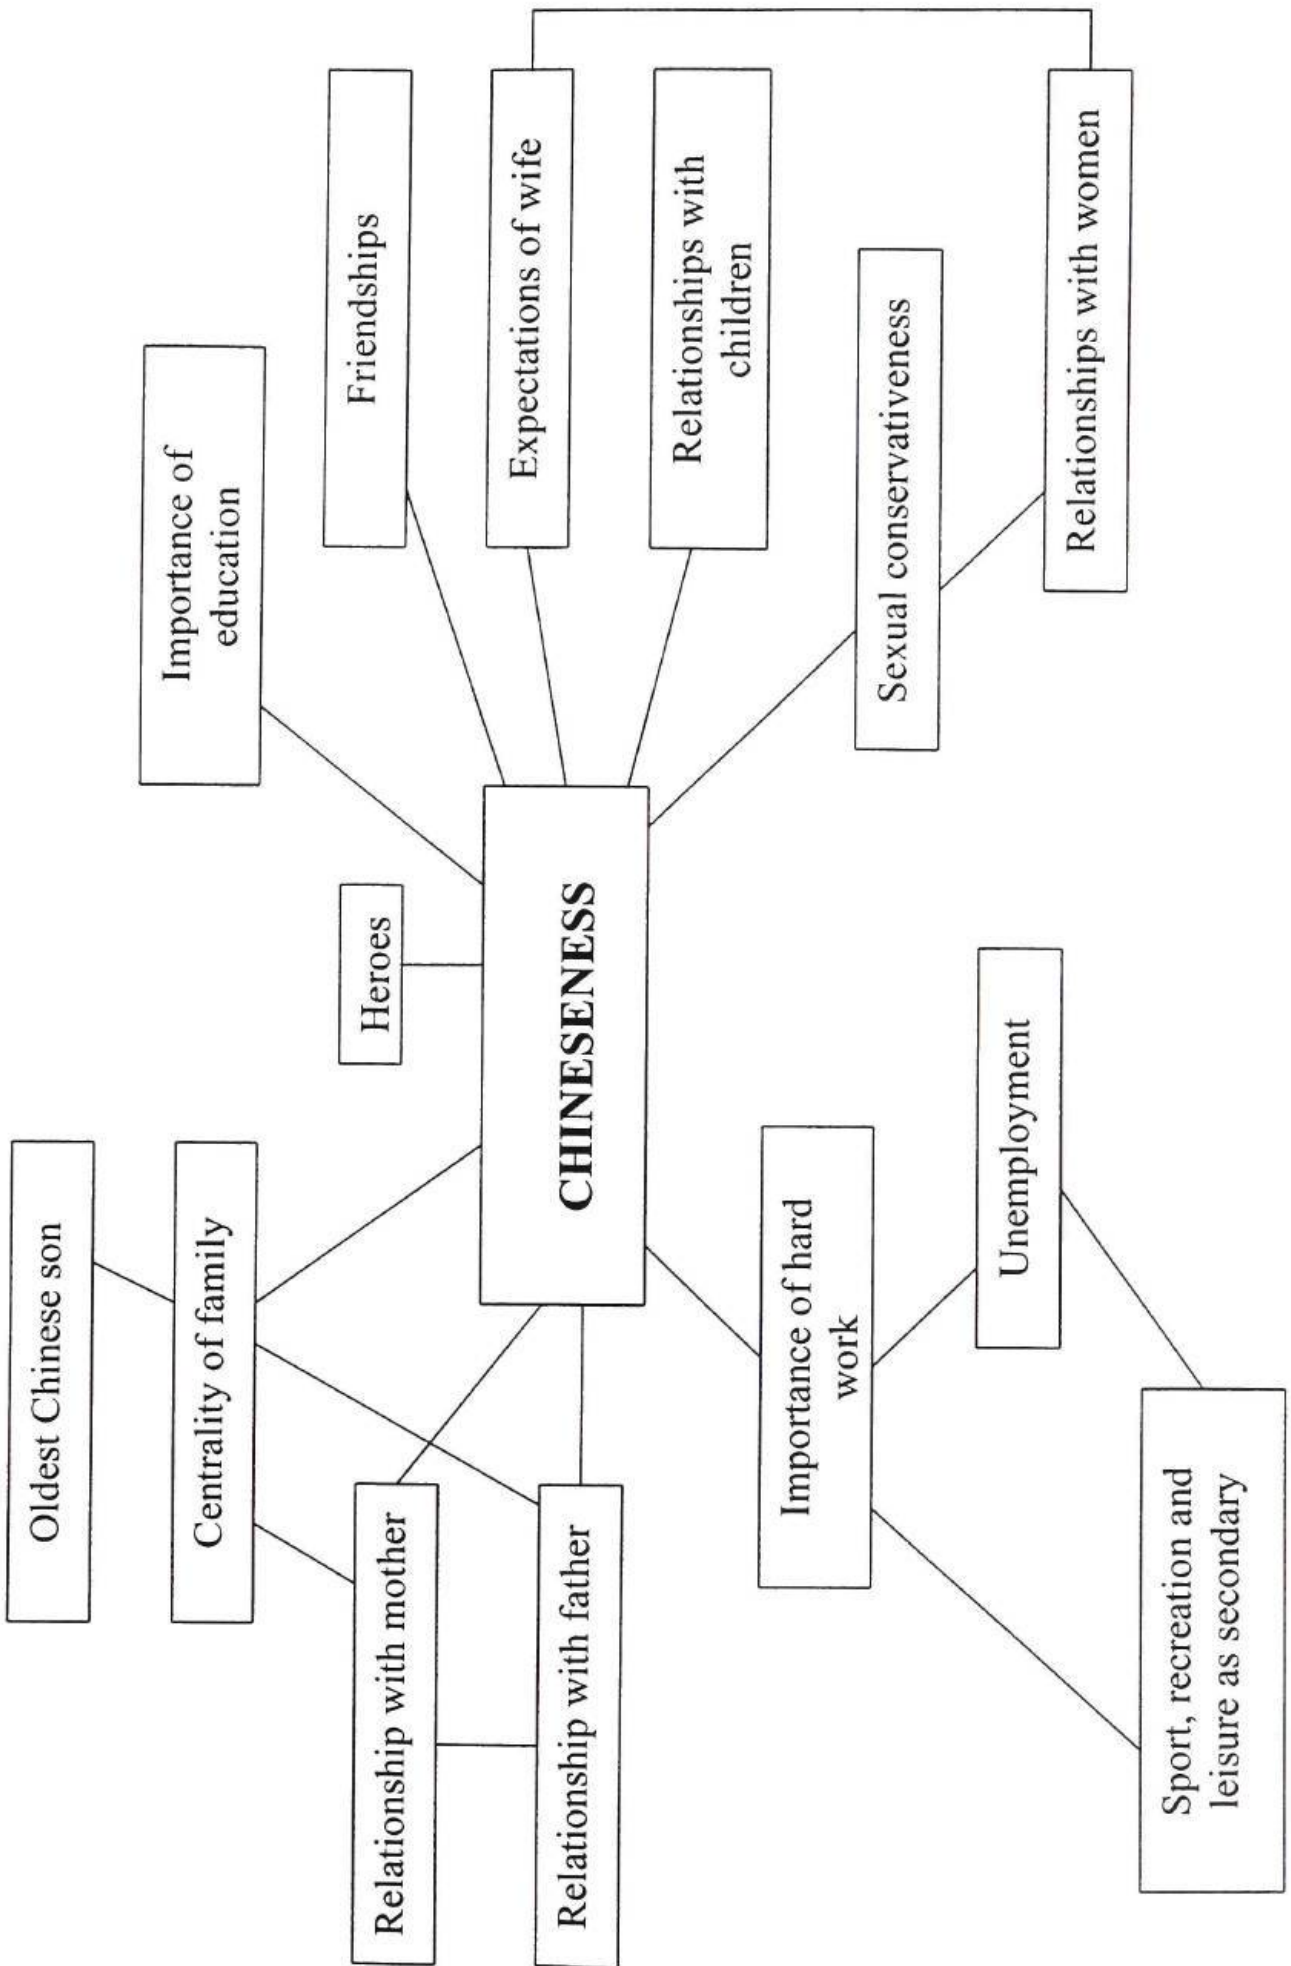 Oldest Chinese son
Centrality of family
Relationship with mother
Relationship with father
Heroes
Importance of
education
Friendships
Expectations of wife
Relationships with
children
CHINESENESS
Sexual conservativeness
Relationships with women
Importance of hard
work
Unemployment
Sport, recreation and
leisure as secondary